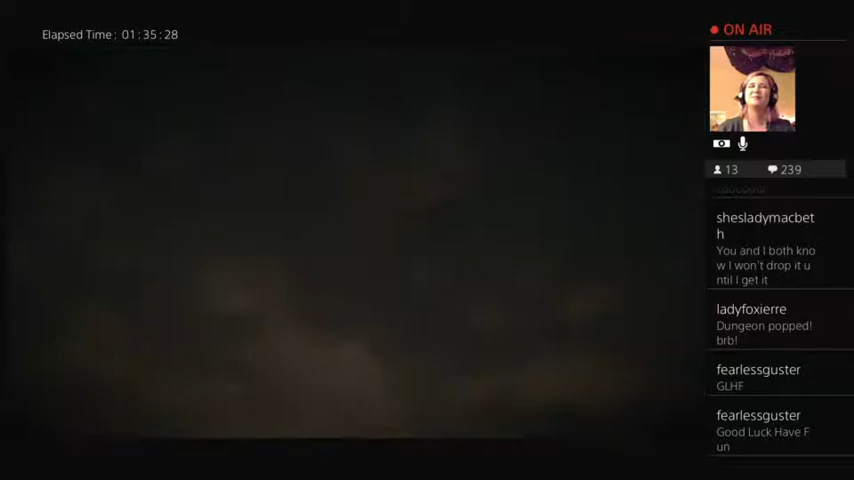 Elapsed Time: 01:35:28
ON AIR
13 239
shesladymacbet
h
You and I both kno
w I won't drop it u
ntil I get it
ladyfoxierre
Dungeon popped!
brb!
fearlessguster
GLHF
fearlessguster
Good Luck Have F
un